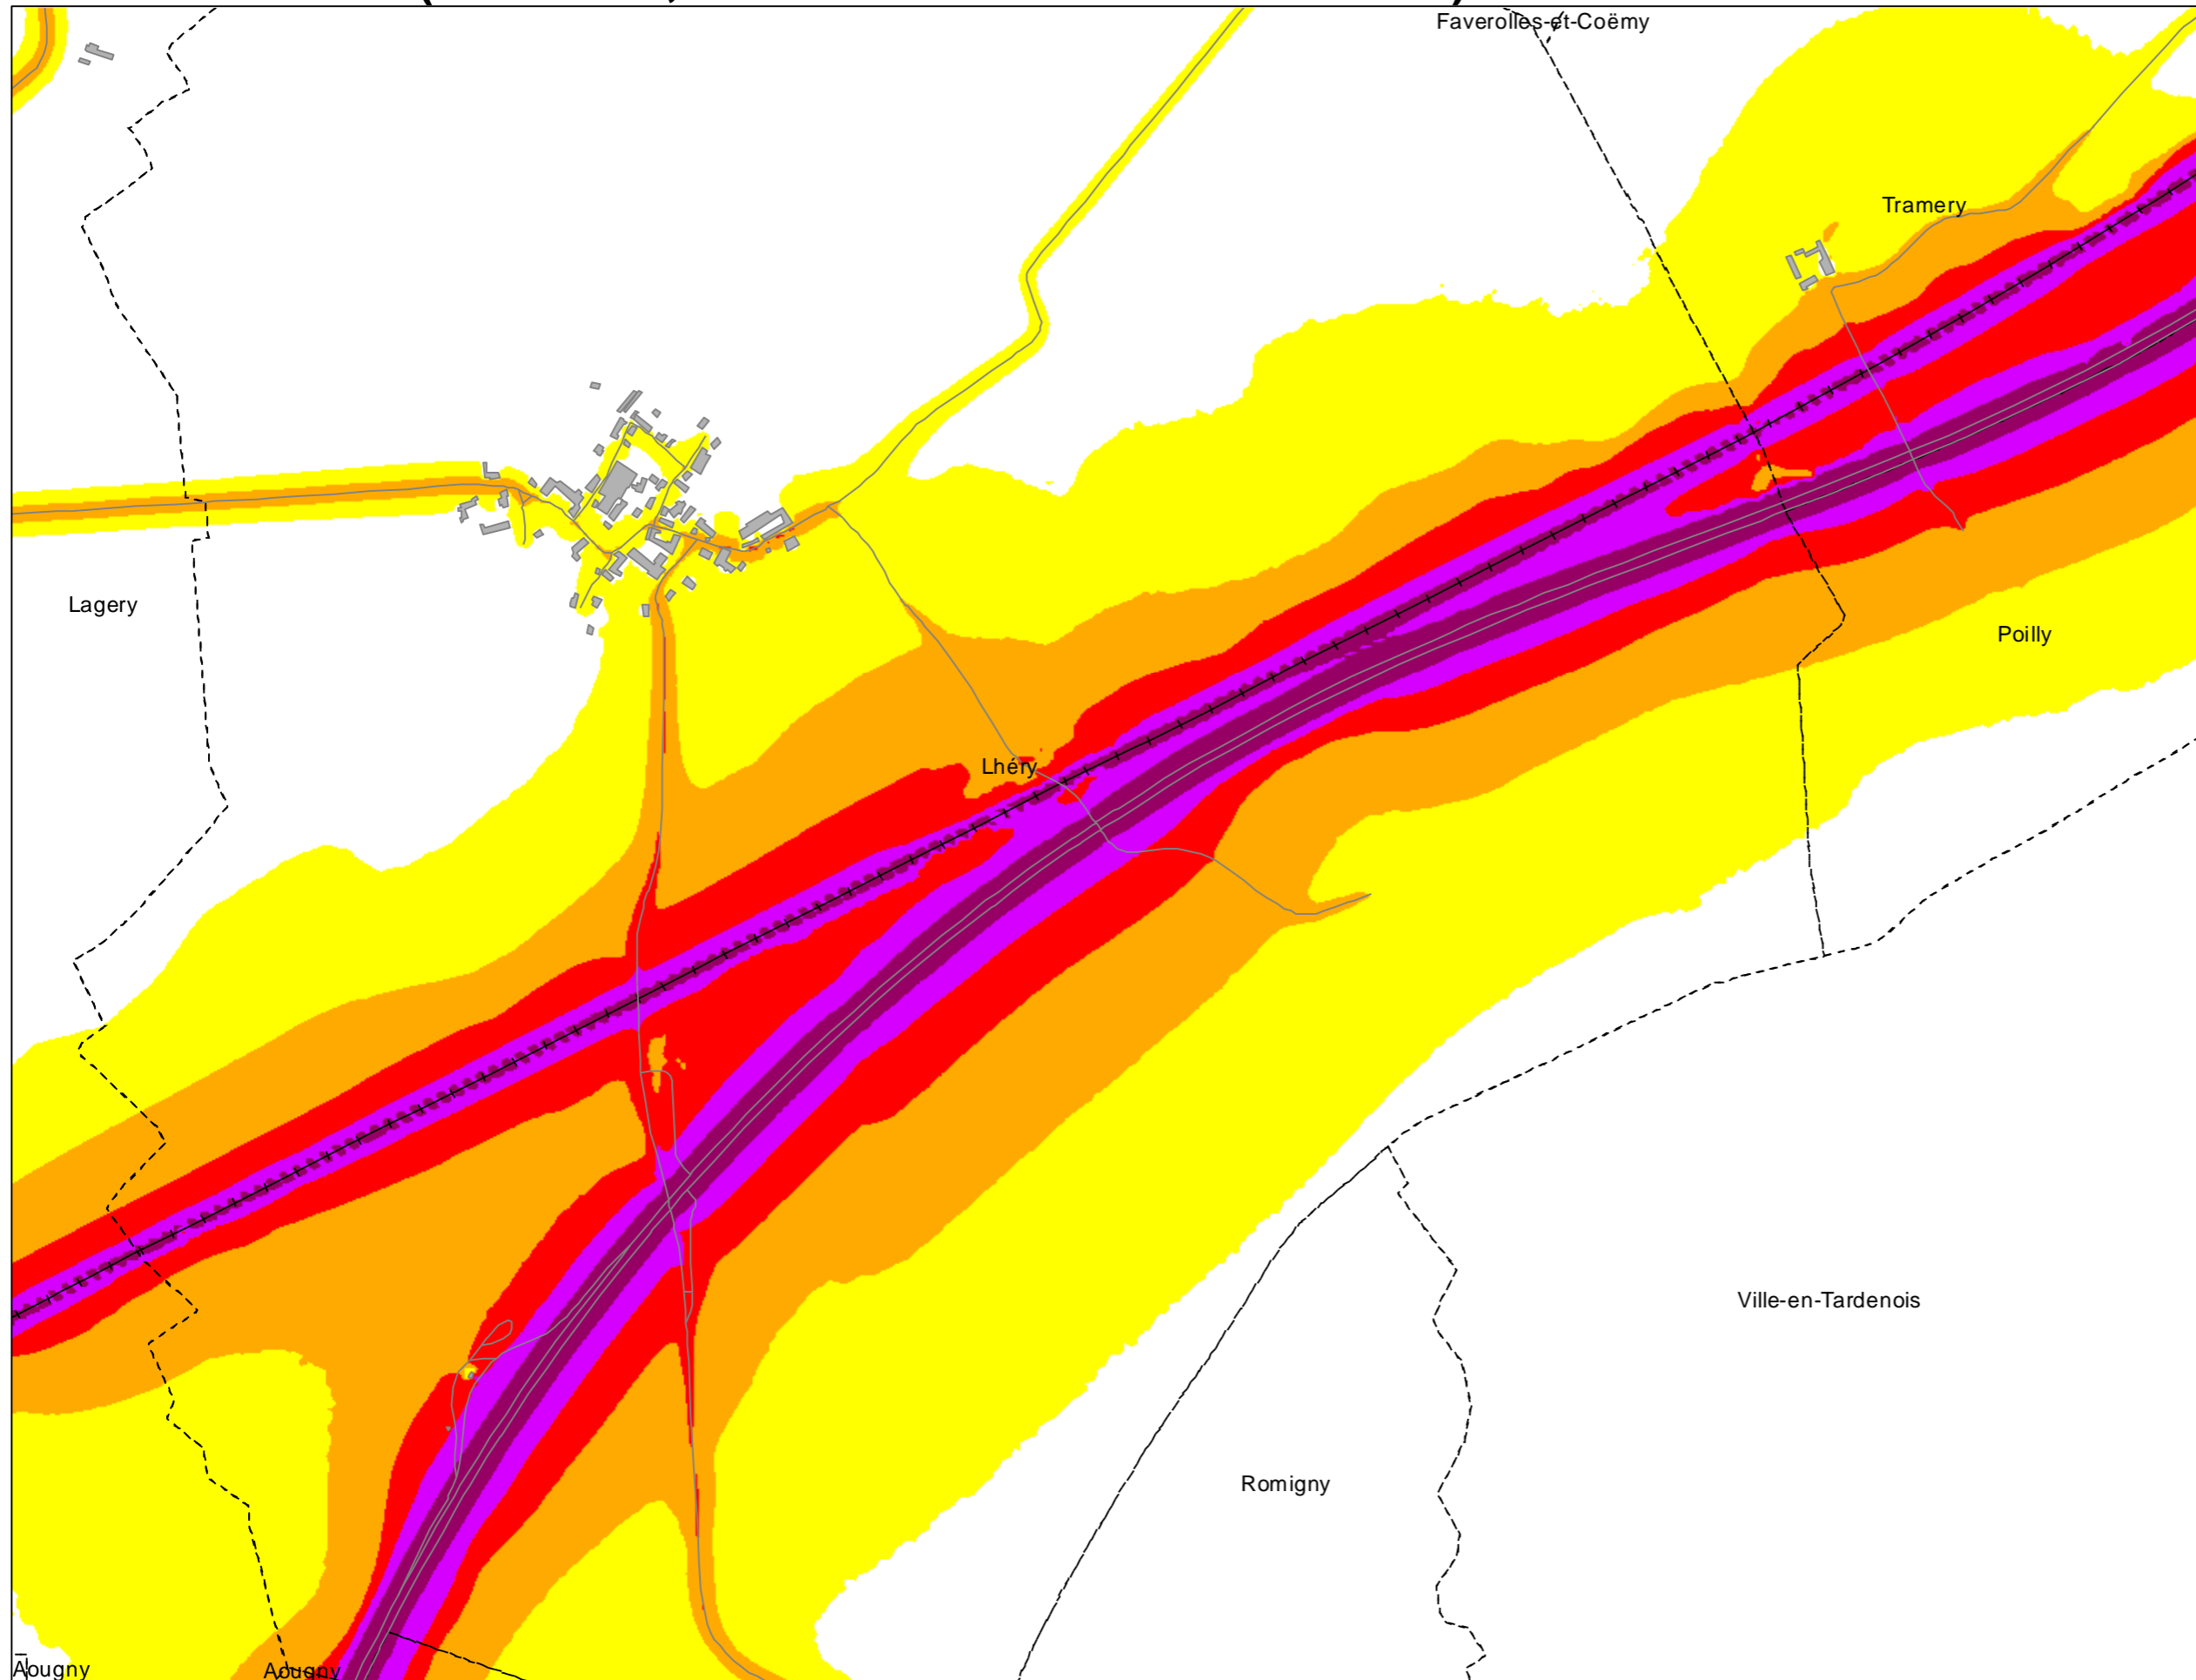 Faverolles-et-Coëmy
Tramery
Lagery
Poilly
Lhéry
Ville-en-Tardenois
Romigny
Aougny
Aougny